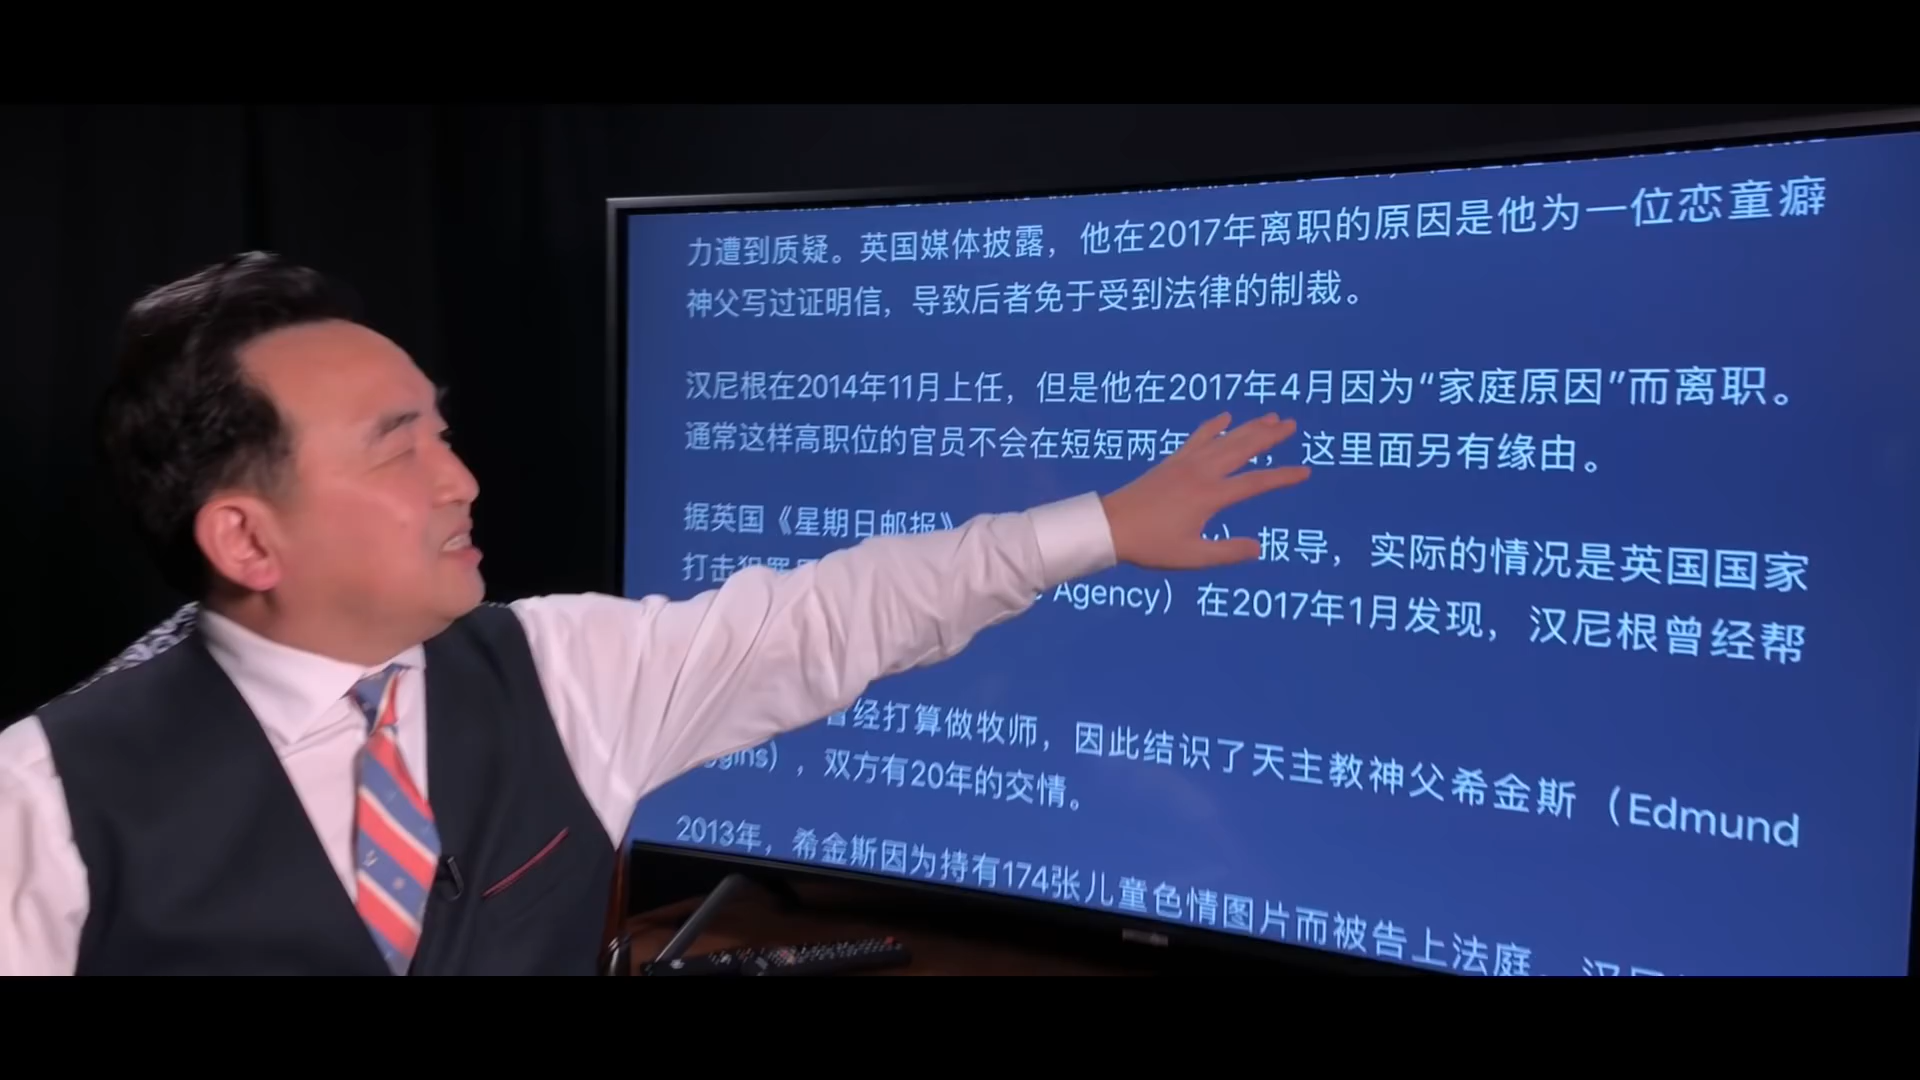 力遭到质疑。英国媒体披露，他在2017年离职的原因是他为一位恋童癖
神父写过证明信，导致后者免于受到法律的制裁。
汉尼根在2014年11月上任，但是他在2017年4月因为“家庭原因”而离职。
通常这样高职位的官员不会在短短两年 ，这里面另有缘由。
据英国《星期日邮报》 ）报导，实际的情况是英国国家
打击犯罪 Agency）在2017年1月发现，汉尼根曾经帮
曾经打算做牧师，因此结识了天主教神父希金斯（Edmund
ggins），双方有20年的交情。
2013年，希金斯因为持有174张儿童色情图片而被告上法庭